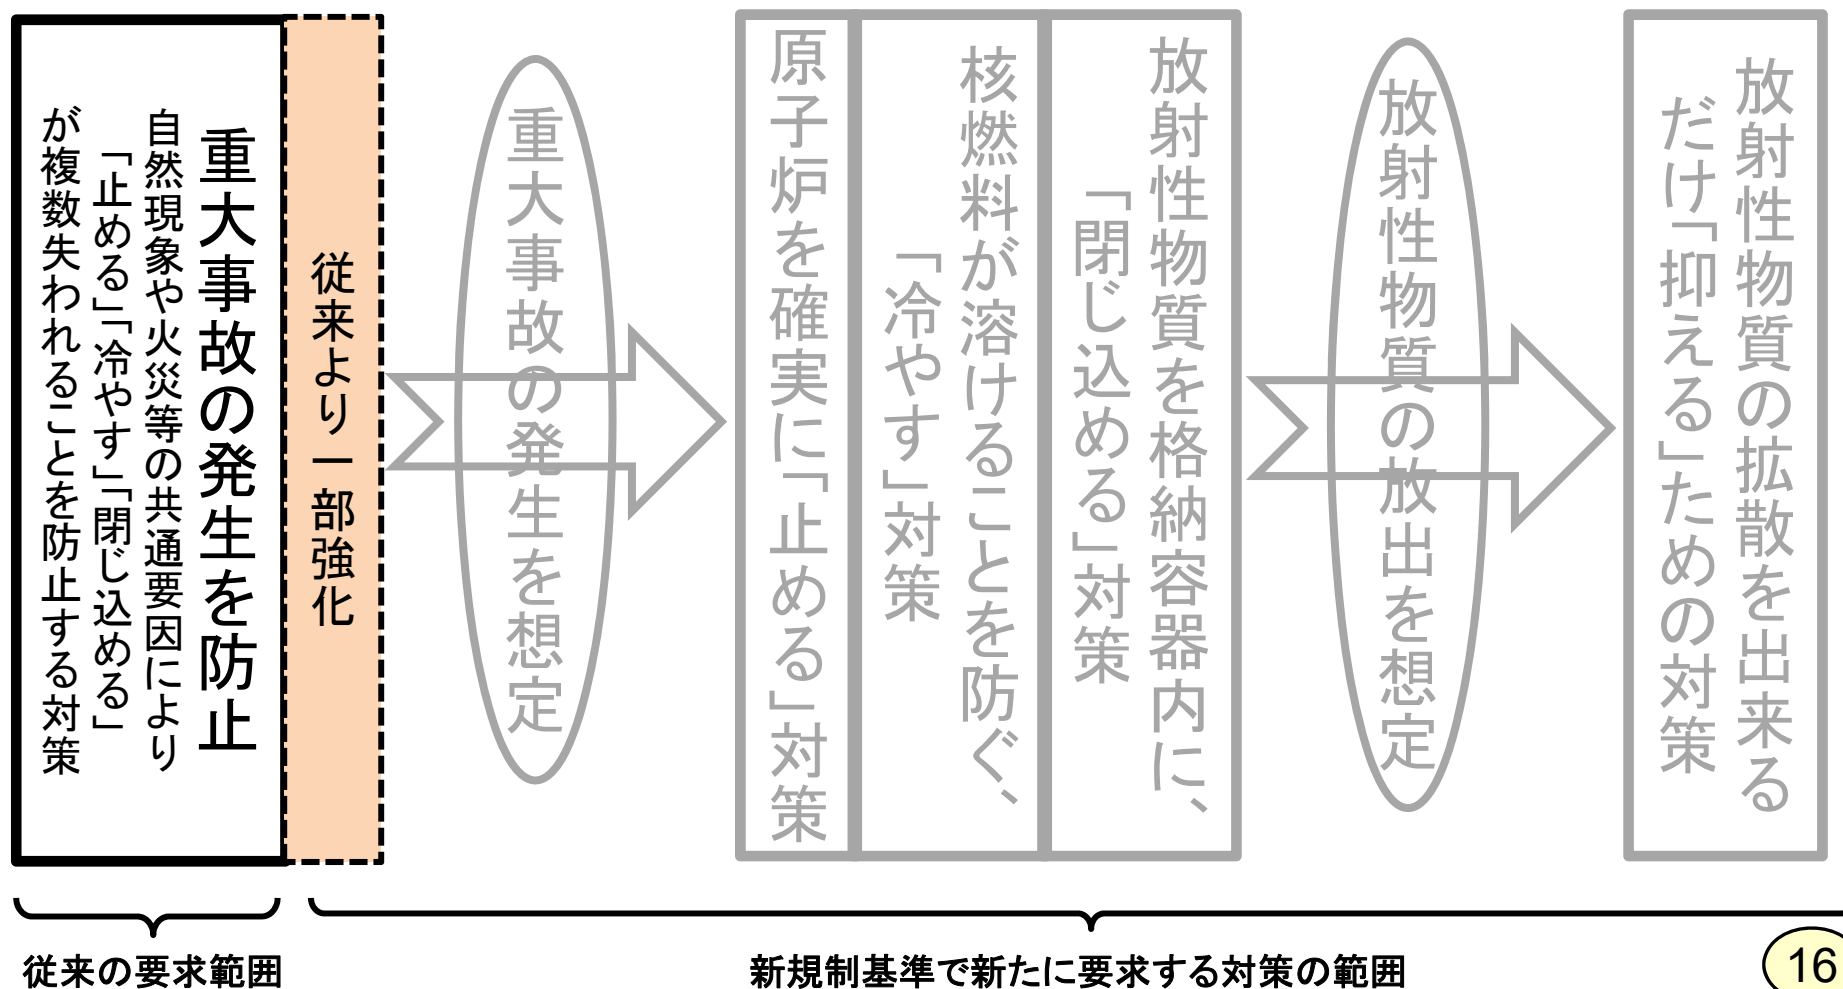 重大事故の発生を防止
自然現象や火災等の共通要因により
「止める」「冷やす」「閉じ込める」
が複数失われることを防止する対策
従来より一部強化
重大事故の発生を想定
原子炉を確実に「止める」対策
核燃料が溶けることを防ぐ、
「冷やす」対策
放射性物質を格納容器内に、
「閉じ込める」対策
放射性物質の放出を想定
放射性物質の拡散を出来る
だけ「抑える」ための対策
従来の要求範囲
新規制基準で新たに要求する対策の範囲
16